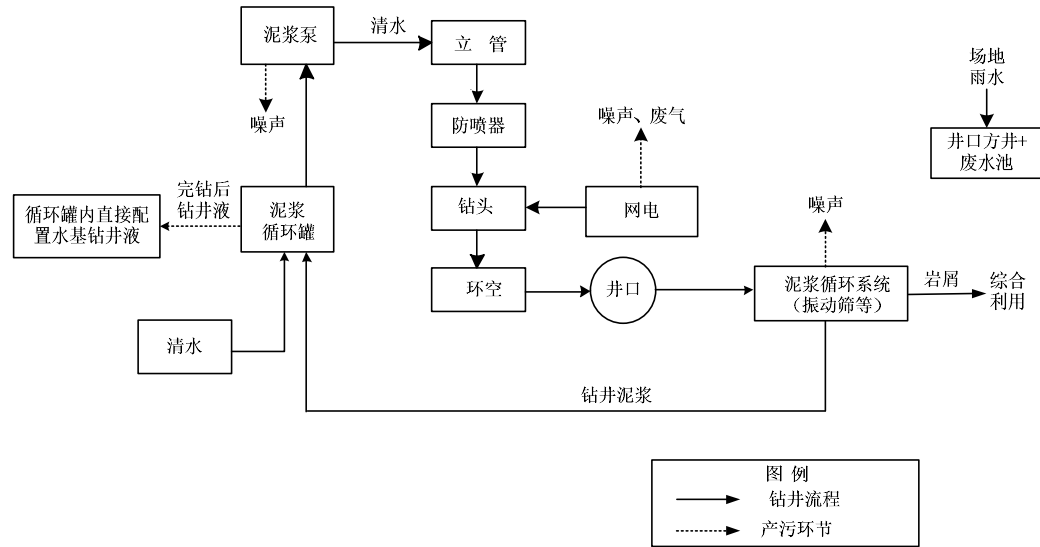 泥浆泵
清水
立 管
场地
雨水
噪声
防喷器
噪声、废气
井口方井+
废水池
完钻后
钻井液
循环罐内直接配
置水基钻井液
泥浆
循环罐
钻头
网电
噪声
环空
井口
泥浆循环系统
（振动筛等）
岩屑
综合
利用
清水
钻井泥浆
图 例
钻井流程
产污环节